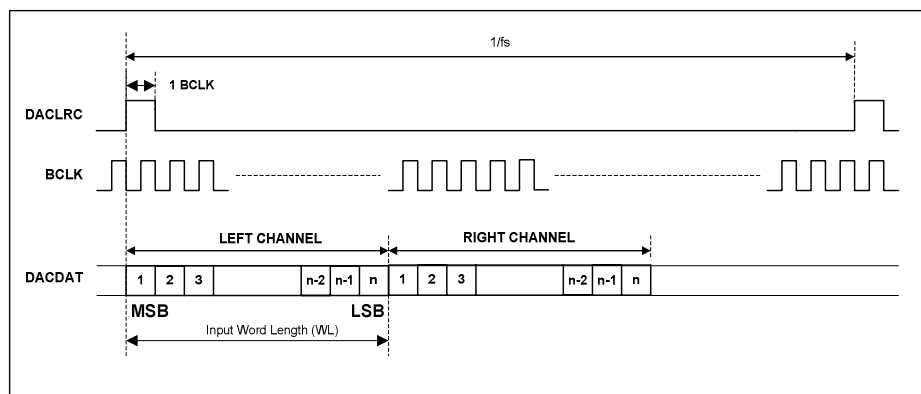 1/fs
1 BCLK
DACLRC
BCLK
LEFT CHANNEL RIGHT CHANNEL
DACDAT 1 2 3 n-2 n-1 n 1 2 3 n-2 n-1 n
MSB LSB
Input Word Length (WL)